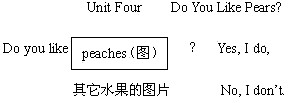 Unit Four Do You Like Pears?
Do you like peaches(图) ? Yes, I do,
其它水果的图片 No, I don't.